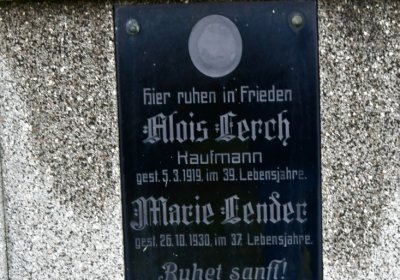 Hier ruhen in Frieden
Alois Lerch
Kaufmann
gest. 5.3.1919, im 39. Lebensjahre.
Marie Lender
gest. 26.10.1930, im 37. Lebensjahre.
Ruhet sanft!